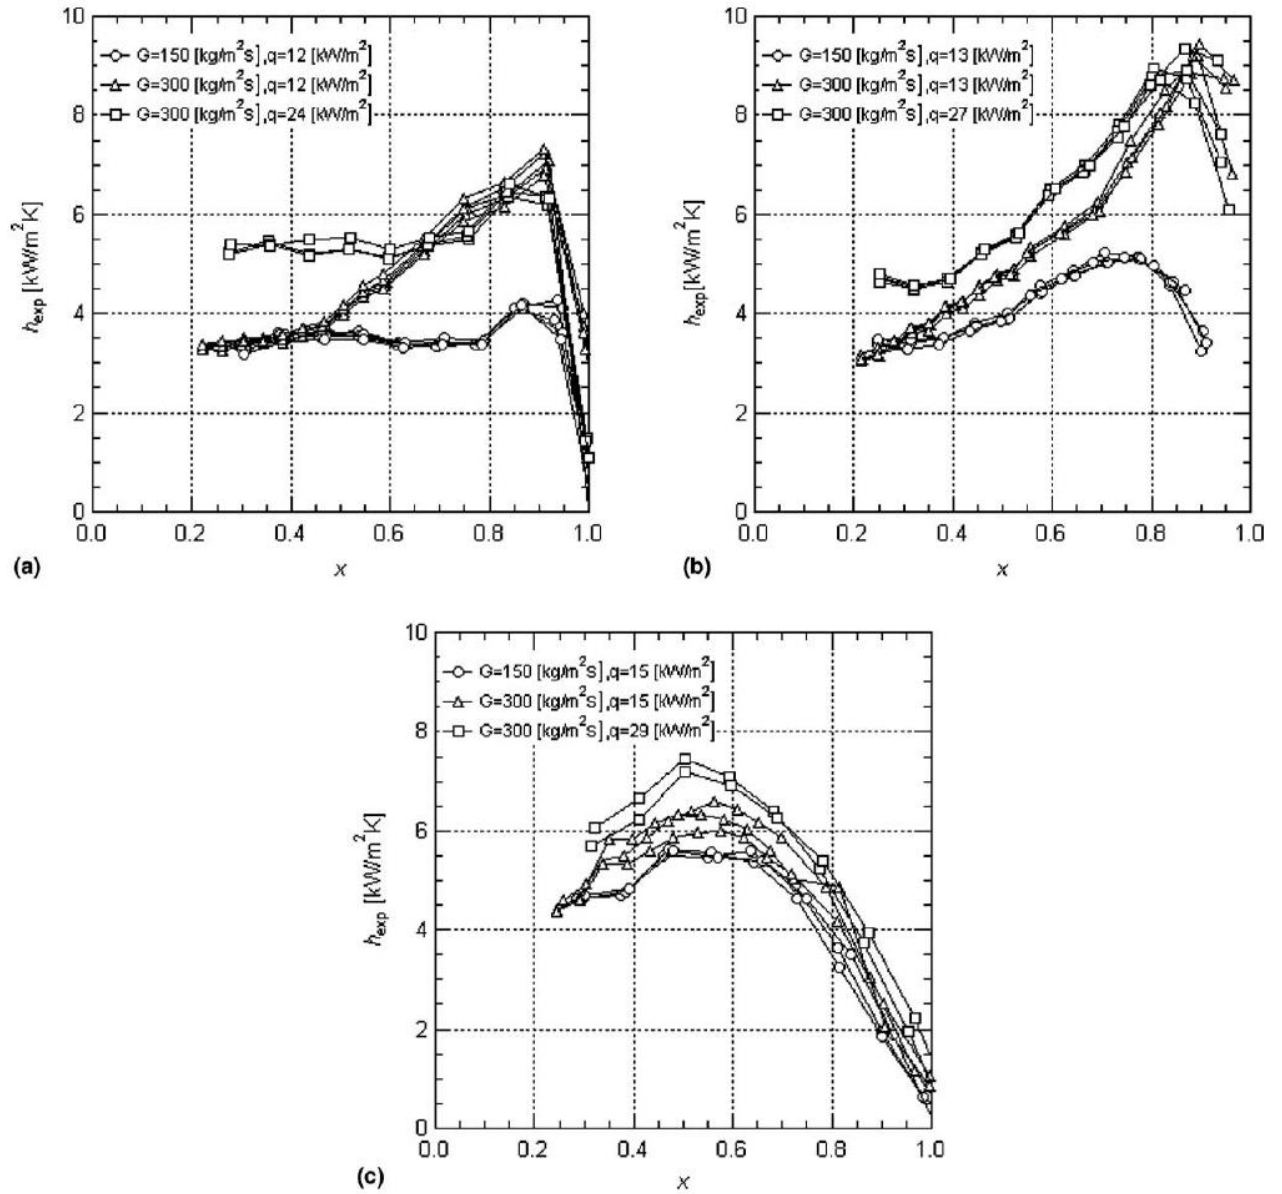 10
8
6
4
2
0
h_exp [kW/m²K]
G=150 [kg/m²s],q=12 [kW/m²]
G=300 [kg/m²s],q=12 [kW/m²]
G=300 [kg/m²s],q=24 [kW/m²]
0.0 0.2 0.4 0.6 0.8 1.0
(a)
x
10
8
6
4
2
0
h_exp[kW/m²K]
G=150 [kg/m²s],q=13 [kW/m²]
G=300 [kg/m²s],q=13 [kW/m²]
G=300 [kg/m²s],q=27 [kW/m²]
0.0 0.2 0.4 0.6 0.8 1.0
(b)
x
10
8
6
4
2
0
h_exp [kW/m²K]
G=150 [kg/m²s],q=15 [kW/m²]
G=300 [kg/m²s],q=15 [kW/m²]
G=300 [kg/m²s],q=29 [kW/m²]
0.0 0.2 0.4 0.6 0.8 1.0
(c)
x